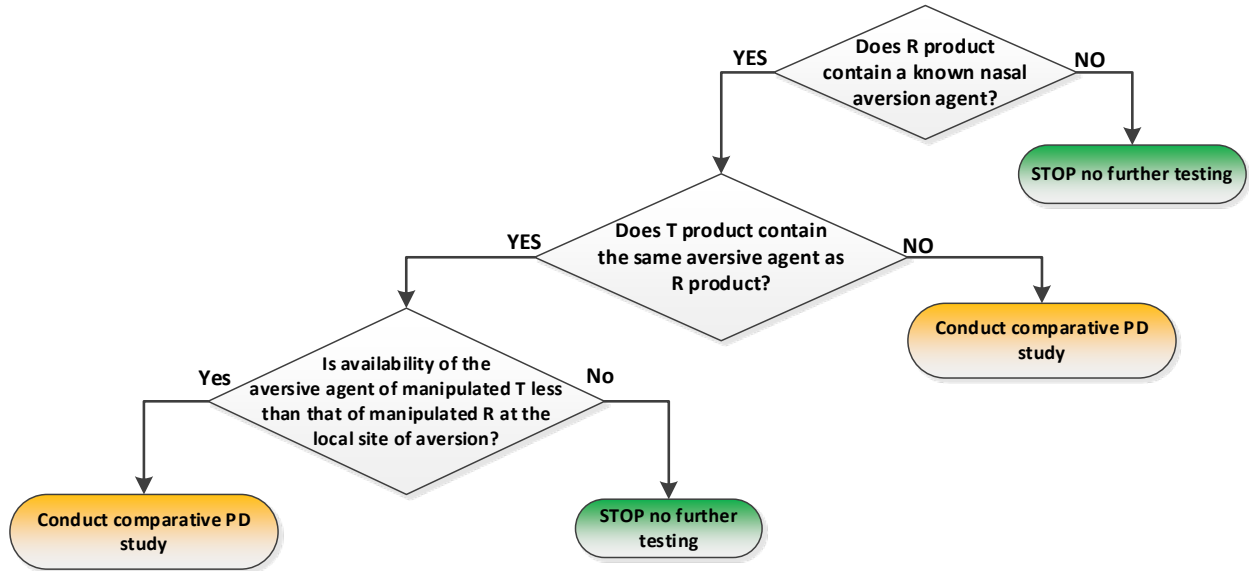 Does R product
contain a known nasal
aversion agent?
YES
NO
STOP no further testing
Does T product contain
the same aversive agent as
R product?
YES
NO
Conduct comparative PD
study
Is availability of the
aversive agent of manipulated T less
than that of manipulated R at the
local site of aversion?
Yes
No
Conduct comparative PD
study
STOP no further
testing